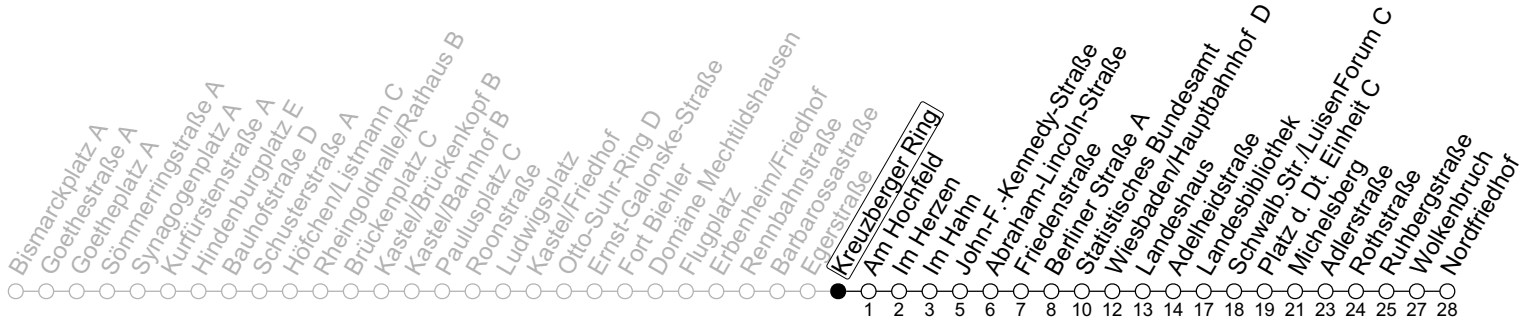 Bismarckplatz A
Goethestraße A
Goetheplatz A
Sömmerringstraße A
Synagogenplatz A
Kurfürstenstraße A
Hindenburgplatz E
Bauhofstraße D
Schusterstraße A
Höfchen/Listmann C
Rheingoldhalle/Rathaus B
Brückenplatz C
Kastel/Brückenkopf B
Kastel/Bahnhof B
Paulusplatz C
Roonstraße
Ludwigsplatz
Kastel/Friedhof
Otto-Suhr-Ring D
Ernst-Galonske-Straße
Fort Biehler
Domäne Mechtildshausen
Flugplatz
Erbenheim/Friedhof
Rennbahnstraße
Barbarossastraße
Egerstraße
Kreuzberger Ring
Am Hochfeld
Im Herzen
Im Hahn
John-F.-Kennedy-Straße
Abraham-Lincoln-Straße
Friedenstraße
Berliner Straße A
Statistisches Bundesamt
Wiesbaden/Hauptbahnhof D
Landeshaus
Adelheidstraße
Landesbibliothek
Schwalb.Str./LuisenForum C
Platz d. Dt. Einheit C
Michelsberg
Adlerstraße
Rothstraße
Ruhbergstraße
Wolkenbruch
Nordfriedhof
1 2 3 5 6 7 8 10 12 13 14 17 18 19 21 23 24 25 27 28